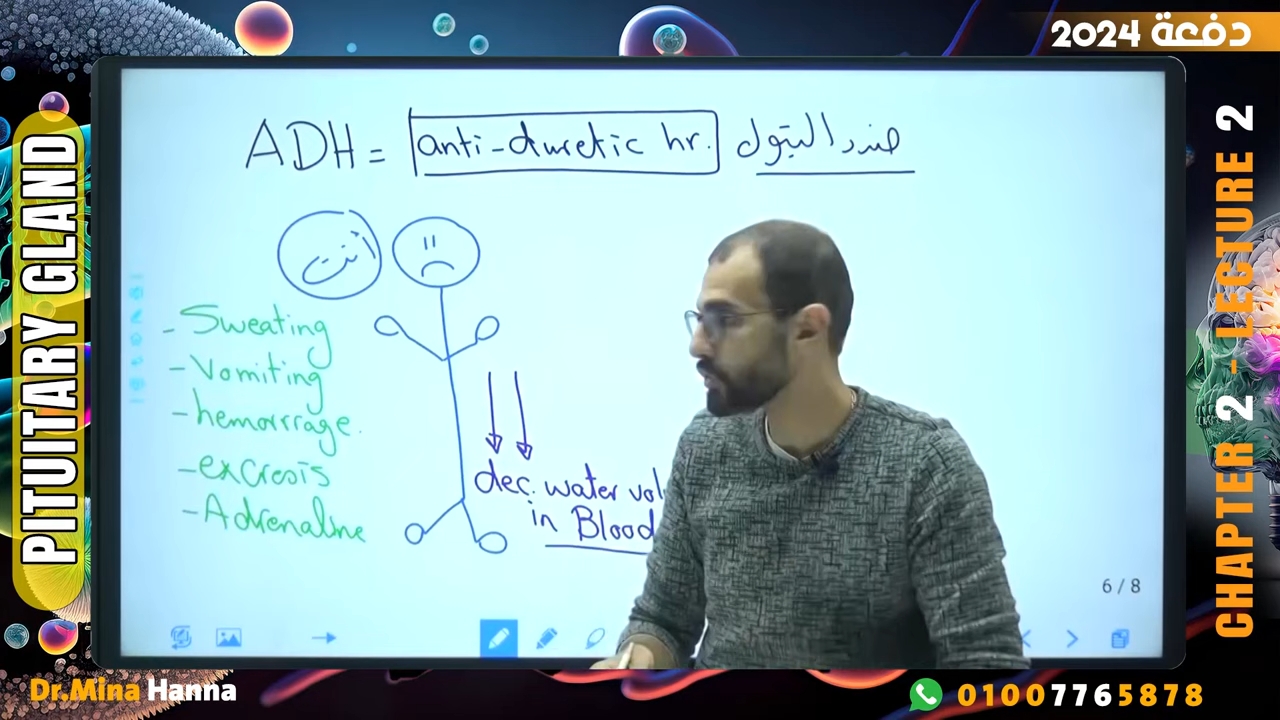 دفعة 2024
PITUITARY GLAND
ADH = anti-diuretic hr. ضد التبول
أنت
- Sweating
- Vomiting
- hemorrrage.
- excresis
- Adrenaline
dec. water vol
in Blood
6 / 8
CHAPTER 2 - LECTURE 2
Dr.Mina Hanna
01007765878